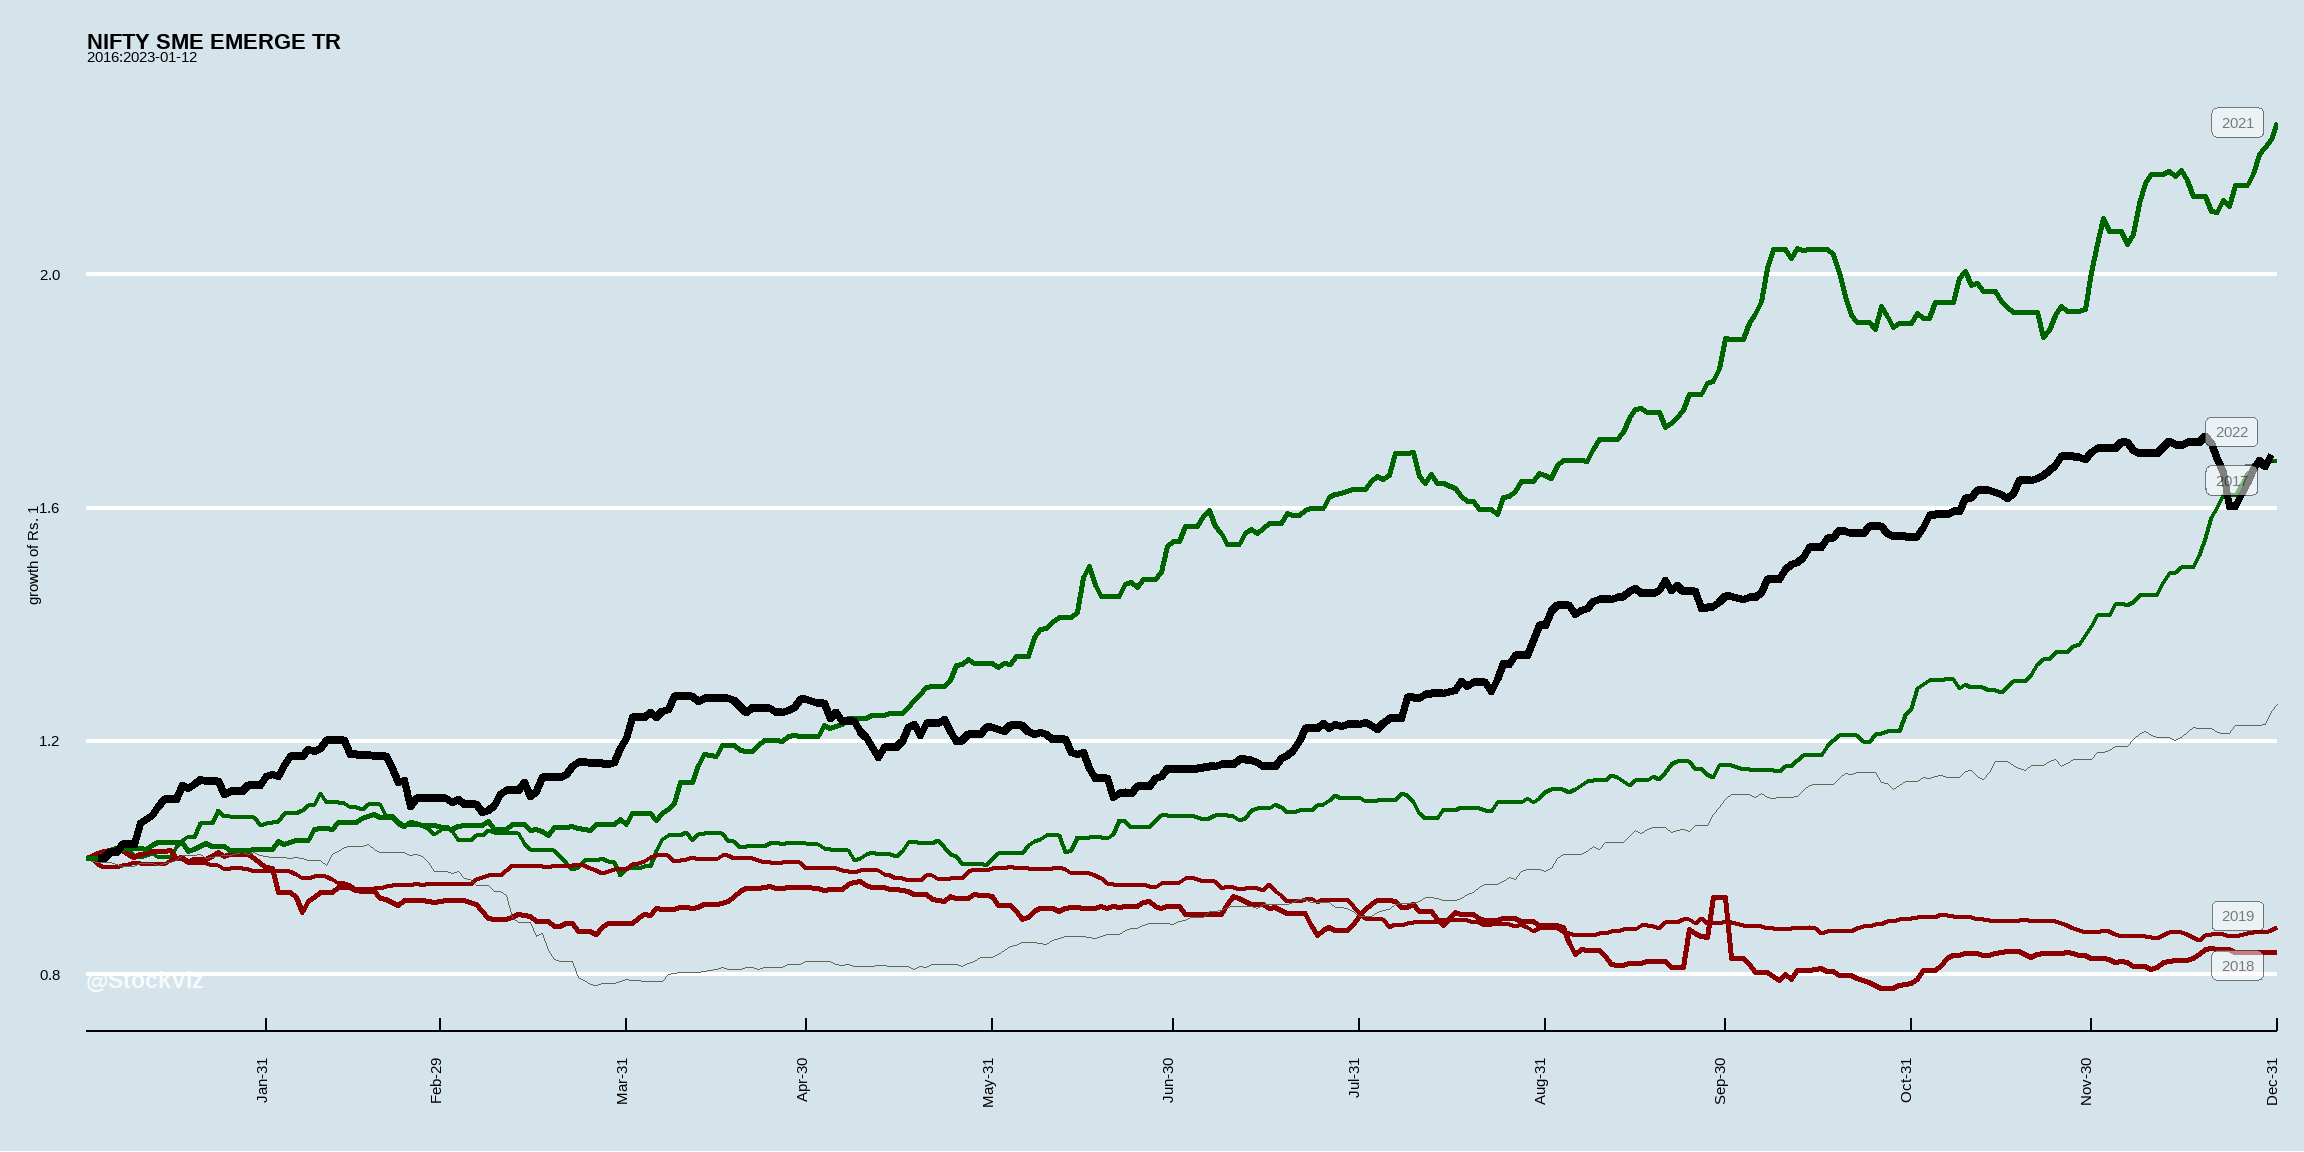 NIFTY SME EMERGE TR
2016:2023-01-12
2021
2.0
2022
2017
1.6
growth of Rs. 1
1.2
2019
2018
0.8
@StockViz
Jan-31
Feb-29
Mar-31
Apr-30
May-31
Jun-30
Jul-31
Aug-31
Sep-30
Oct-31
Nov-30
Dec-31